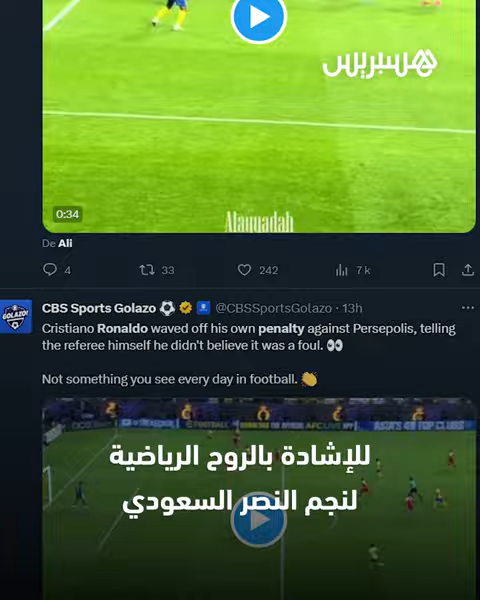 هسبريس
0:34
Alayyadah
De Ali
4 33 242 7 k
GOLAZO!
CBS Sports Golazo @CBSSportsGolazo · 13h
Cristiano Ronaldo waved off his own penalty against Persepolis, telling
the referee himself he didn't believe it was a foul. 👀
Not something you see every day in football. 👏
للإشادة بالروح الرياضية
لنجم النصر السعودي